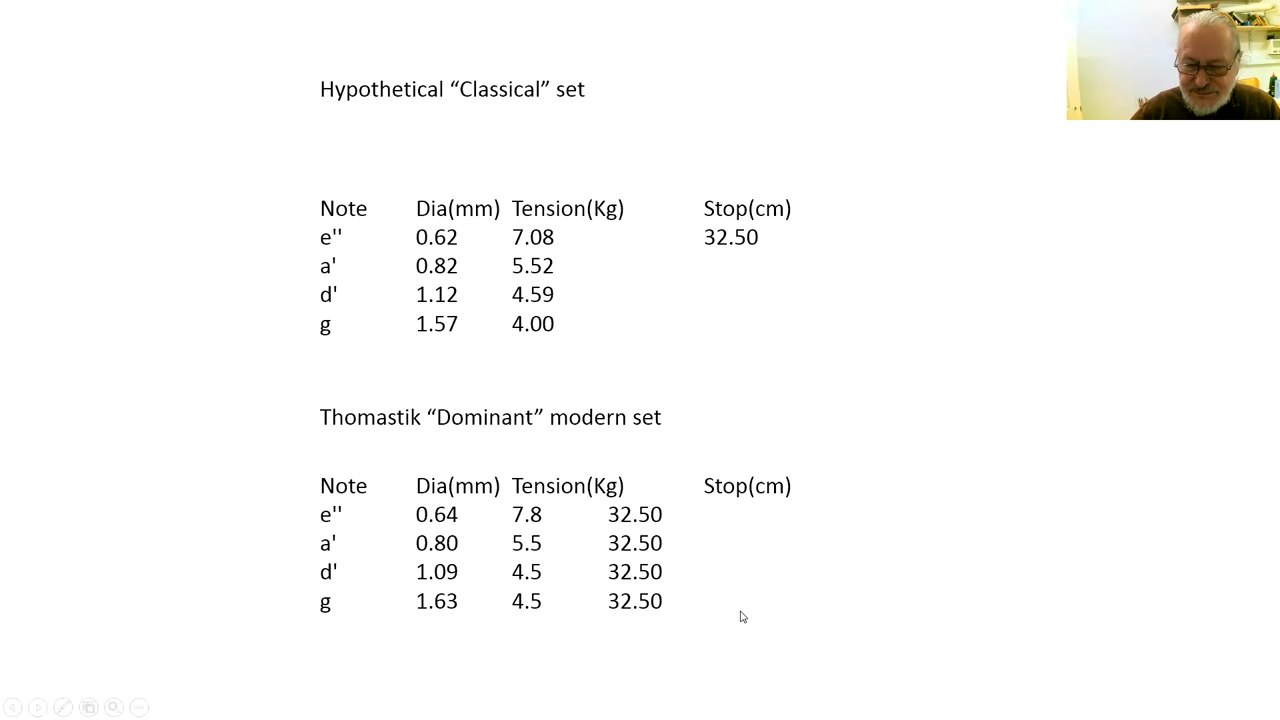 Hypothetical “Classical” set
Note Dia(mm) Tension(Kg) Stop(cm)
e'' 0.62 7.08 32.50
a' 0.82 5.52
d' 1.12 4.59
g 1.57 4.00
Thomastik “Dominant” modern set
Note Dia(mm) Tension(Kg) Stop(cm)
e'' 0.64 7.8 32.50
a' 0.80 5.5 32.50
d' 1.09 4.5 32.50
g 1.63 4.5 32.50